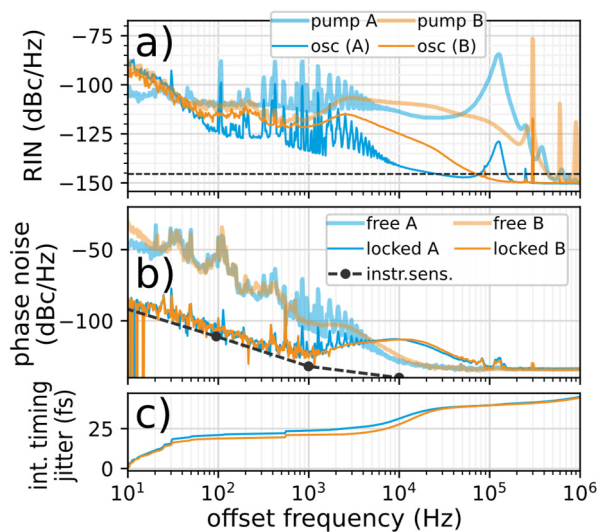 pump A pump B
osc (A) osc (B)
a)
−75
−100
−125
−150
RIN (dBc/Hz)
free A free B
locked A locked B
instr.sens.
b)
−50
−100
phase noise
(dBc/Hz)
c)
25
0
int. timing
jitter (fs)
10^1 10^2 10^3 10^4 10^5 10^6
offset frequency (Hz)